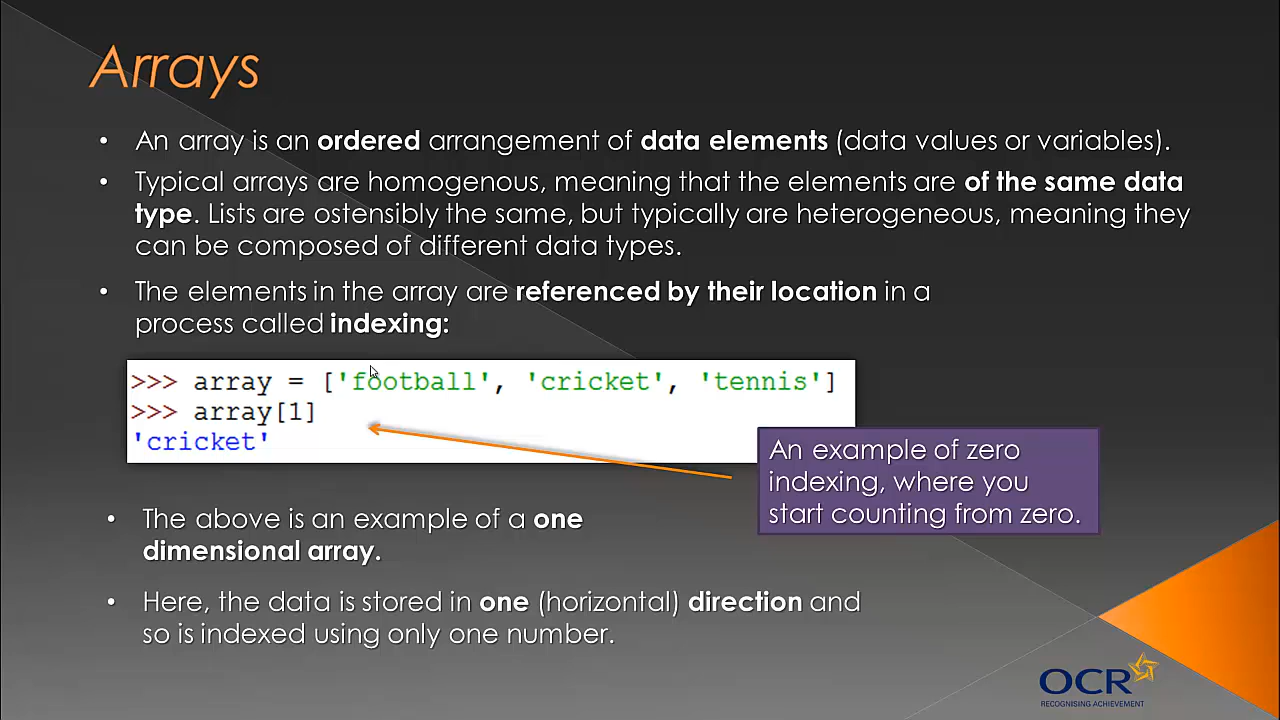 Arrays
• An array is an ordered arrangement of data elements (data values or variables).
• Typical arrays are homogenous, meaning that the elements are of the same data
type. Lists are ostensibly the same, but typically are heterogeneous, meaning they
can be composed of different data types.
• The elements in the array are referenced by their location in a
process called indexing:
>>> array = ['football', 'cricket', 'tennis']
>>> array[1]
'cricket'
An example of zero
indexing, where you
start counting from zero.
• The above is an example of a one
dimensional array.
• Here, the data is stored in one (horizontal) direction and
so is indexed using only one number.
OCR
RECOGNISING ACHIEVEMENT